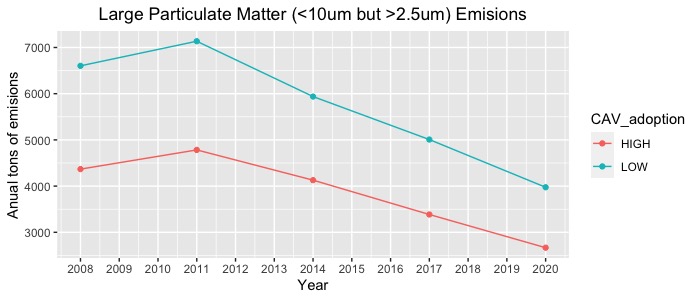 Large Particulate Matter (<10um but >2.5um) Emisions
Anual tons of emisions
7000
6000
5000
4000
3000
2008 2009 2010 2011 2012 2013 2014 2015 2016 2017 2018 2019 2020
Year
CAV_adoption
HIGH
LOW